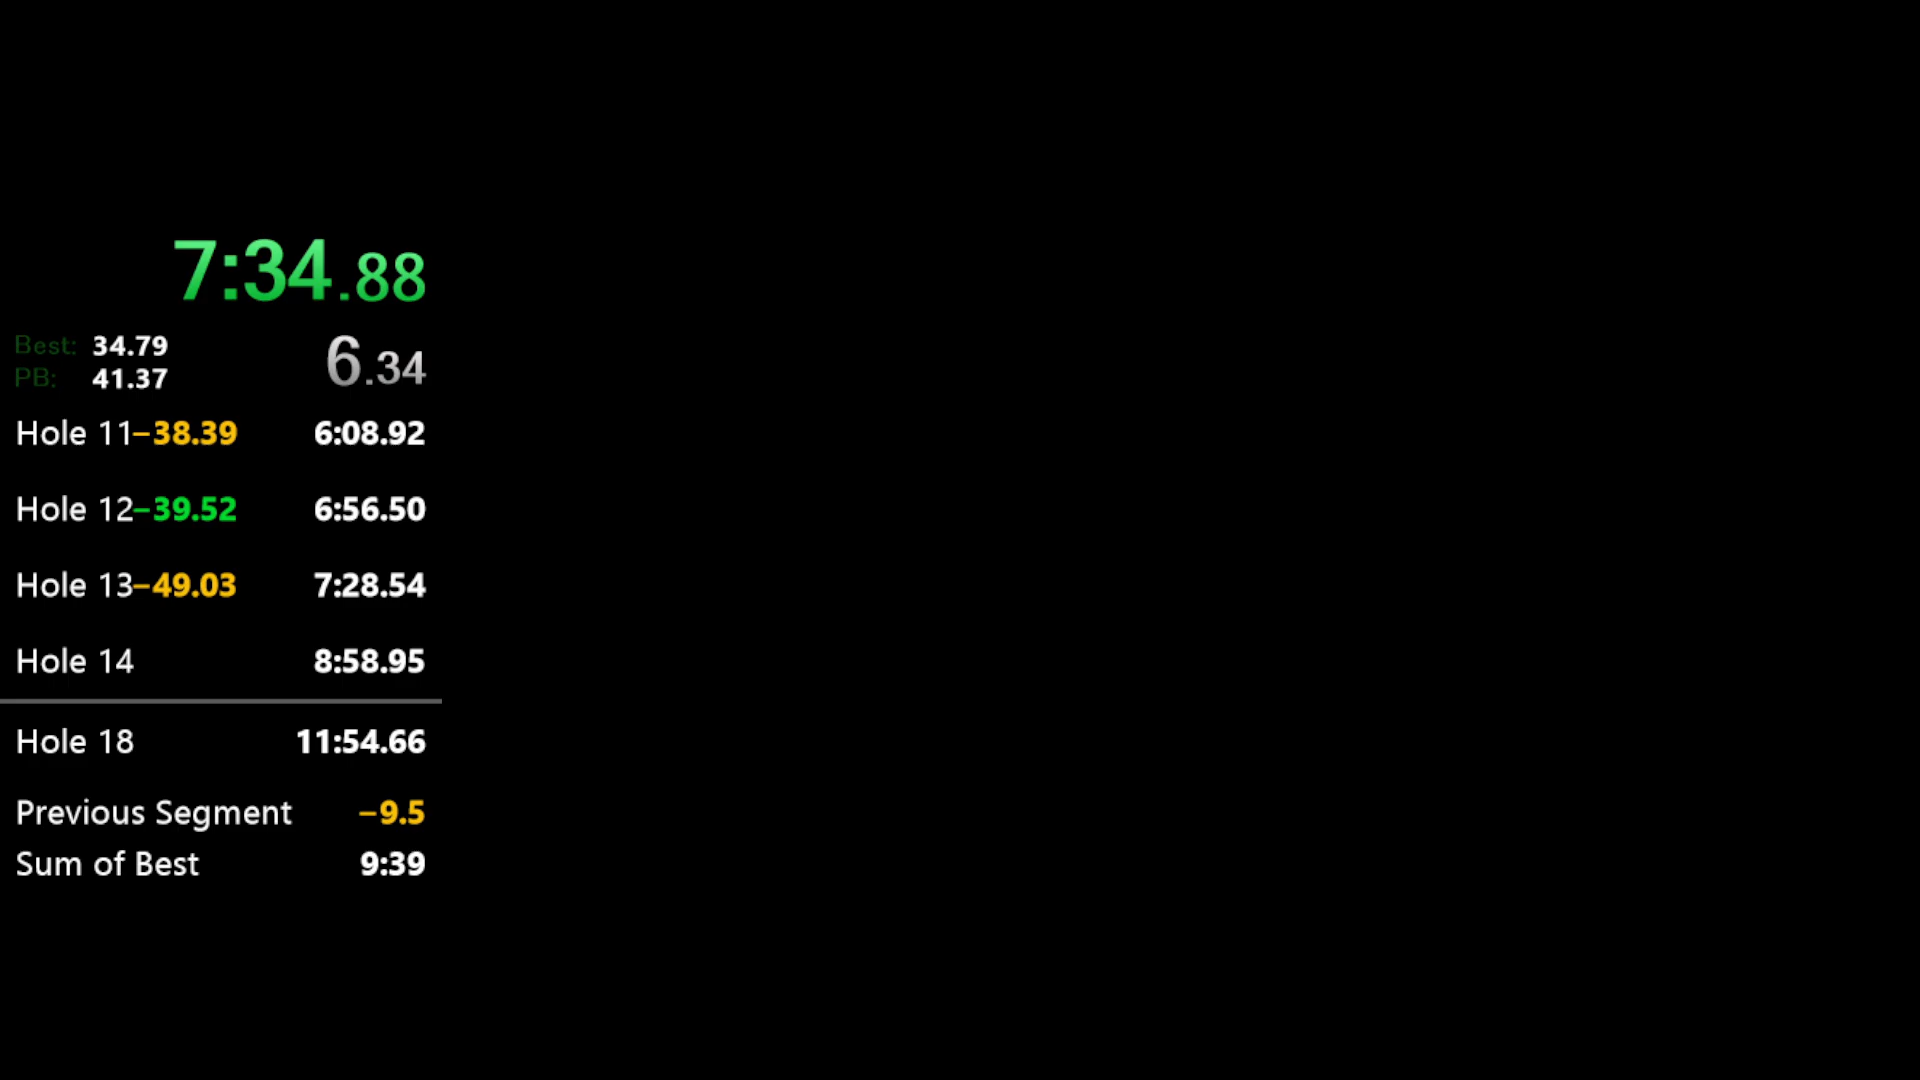 7:34.88
Best: 34.79 6.34
PB: 41.37
Hole 11 −38.39 6:08.92
Hole 12 −39.52 6:56.50
Hole 13 −49.03 7:28.54
Hole 14 8:58.95
Hole 18 11:54.66
Previous Segment −9.5
Sum of Best 9:39